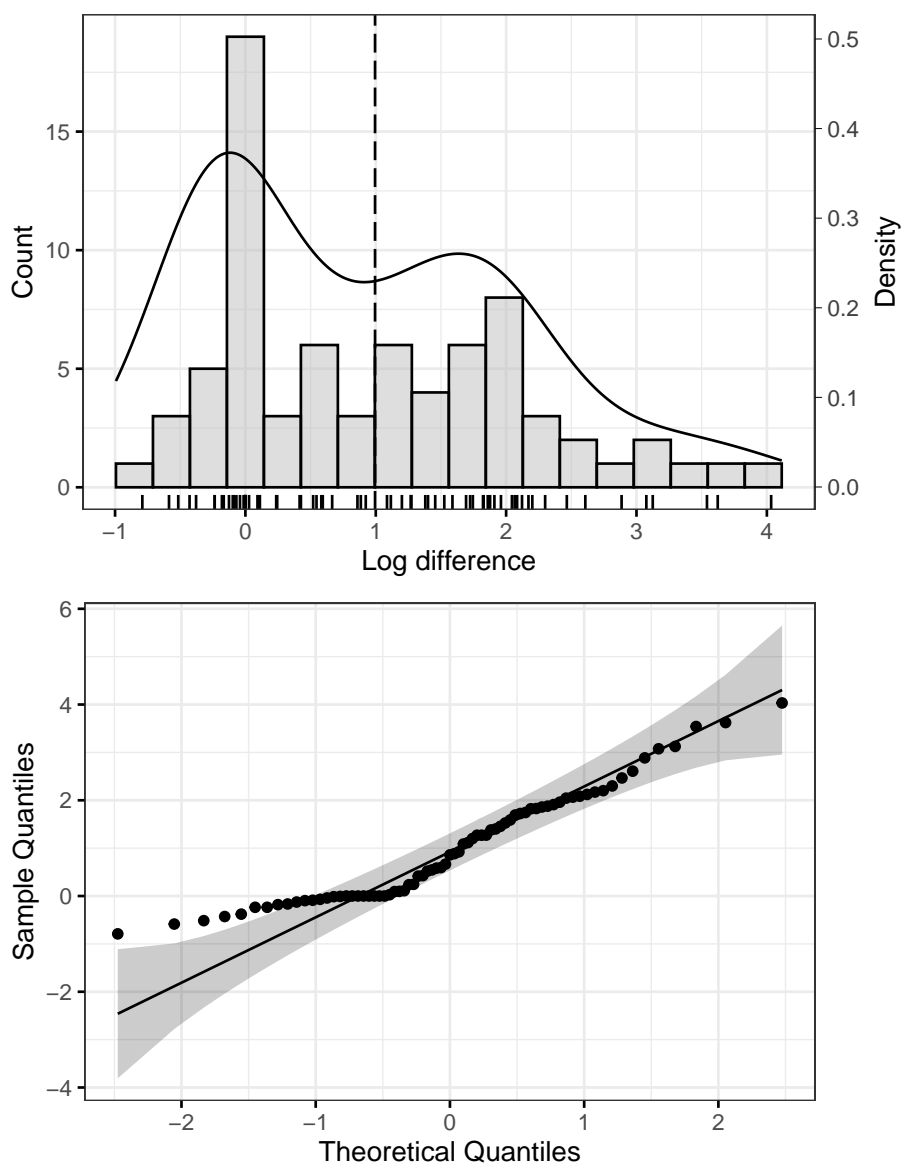 Count
15
10
5
0
0.5
0.4
0.3
0.2
0.1
0.0
Density
−1 0 1 2 3 4
Log difference
Sample Quantiles
6
4
2
0
−2
−4
−2 −1 0 1 2
Theoretical Quantiles